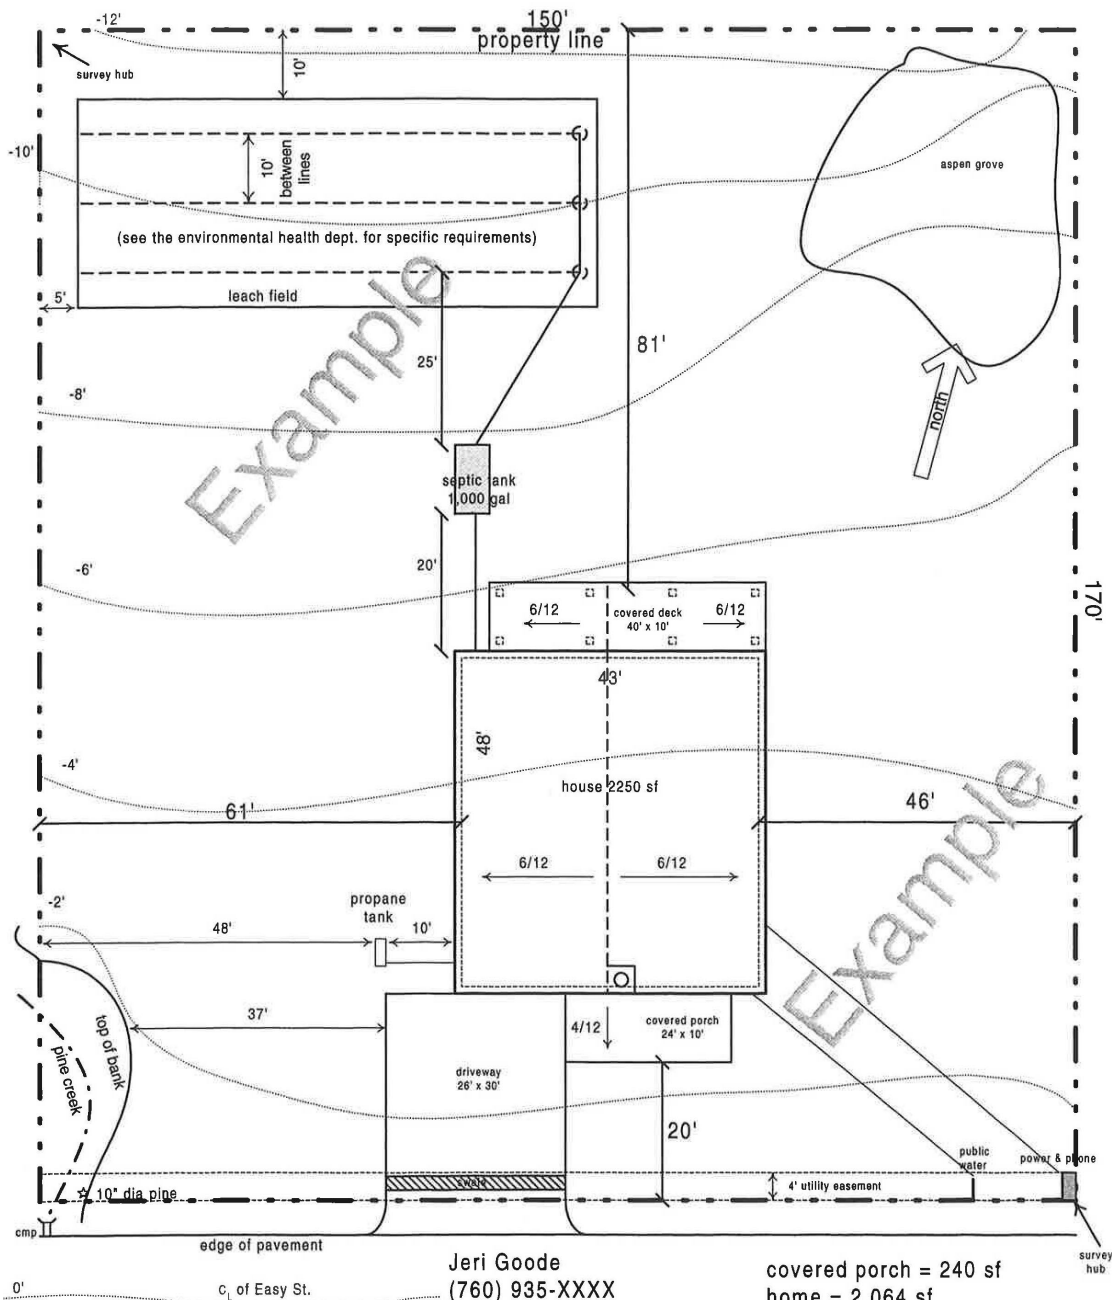 -12'
150'
property line
survey hub
10'
-10'
10'
between
lines
aspen grove
(see the environmental health dept. for specific requirements)
5'
leach field
Example
25'
81'
-8'
north
septic tank
1,000 gal
20'
-6'
170'
6/12
covered deck
40' x 10'
6/12
43'
48'
-4'
house 2250 sf
61'
46'
Example
6/12
6/12
-2'
propane
tank
48'
10'
37'
top of bank
pine creek
4/12
covered porch
24' x 10'
driveway
26' x 30'
20'
public
water
power & phone
swale
10" dia pine
4' utility easement
cmp
edge of pavement
survey
hub
0'
CL of Easy St.
Jeri Goode
(760) 935-XXXX
covered porch = 240 sf
home = 2,064 sf